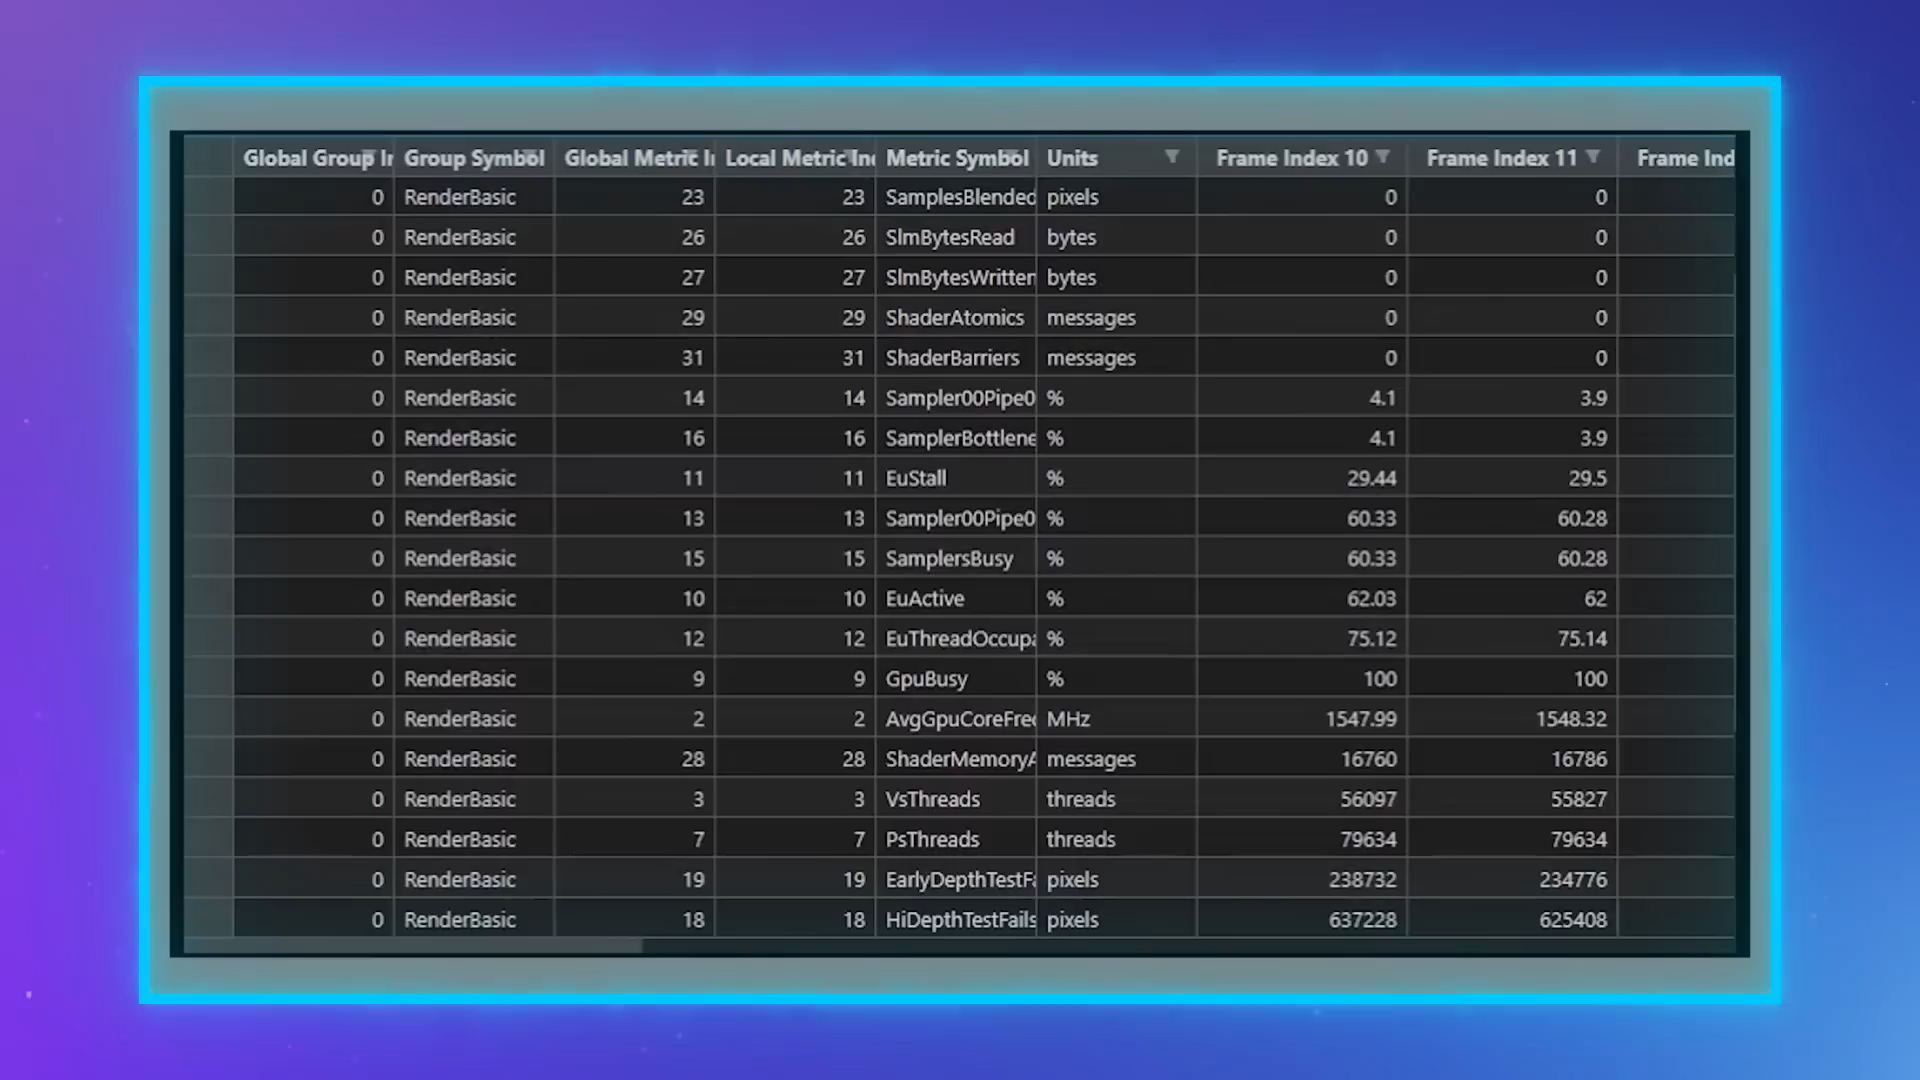 Global Group In Group Symbol Global Metric In Local Metric Inc Metric Symbol Units Frame Index 10 Frame Index 11 Frame Ind
0 RenderBasic 23 23 SamplesBlended pixels 0 0
0 RenderBasic 26 26 SlmBytesRead bytes 0 0
0 RenderBasic 27 27 SlmBytesWritten bytes 0 0
0 RenderBasic 29 29 ShaderAtomics messages 0 0
0 RenderBasic 31 31 ShaderBarriers messages 0 0
0 RenderBasic 14 14 Sampler00Pipe0 % 4.1 3.9
0 RenderBasic 16 16 SamplerBottlene % 4.1 3.9
0 RenderBasic 11 11 EuStall % 29.44 29.5
0 RenderBasic 13 13 Sampler00Pipe0 % 60.33 60.28
0 RenderBasic 15 15 SamplersBusy % 60.33 60.28
0 RenderBasic 10 10 EuActive % 62.03 62
0 RenderBasic 12 12 EuThreadOccupa % 75.12 75.14
0 RenderBasic 9 9 GpuBusy % 100 100
0 RenderBasic 2 2 AvgGpuCoreFrec MHz 1547.99 1548.32
0 RenderBasic 28 28 ShaderMemoryA messages 16760 16786
0 RenderBasic 3 3 VsThreads threads 56097 55827
0 RenderBasic 7 7 PsThreads threads 79634 79634
0 RenderBasic 19 19 EarlyDepthTestFa pixels 238732 234776
0 RenderBasic 18 18 HiDepthTestFails pixels 637228 625408